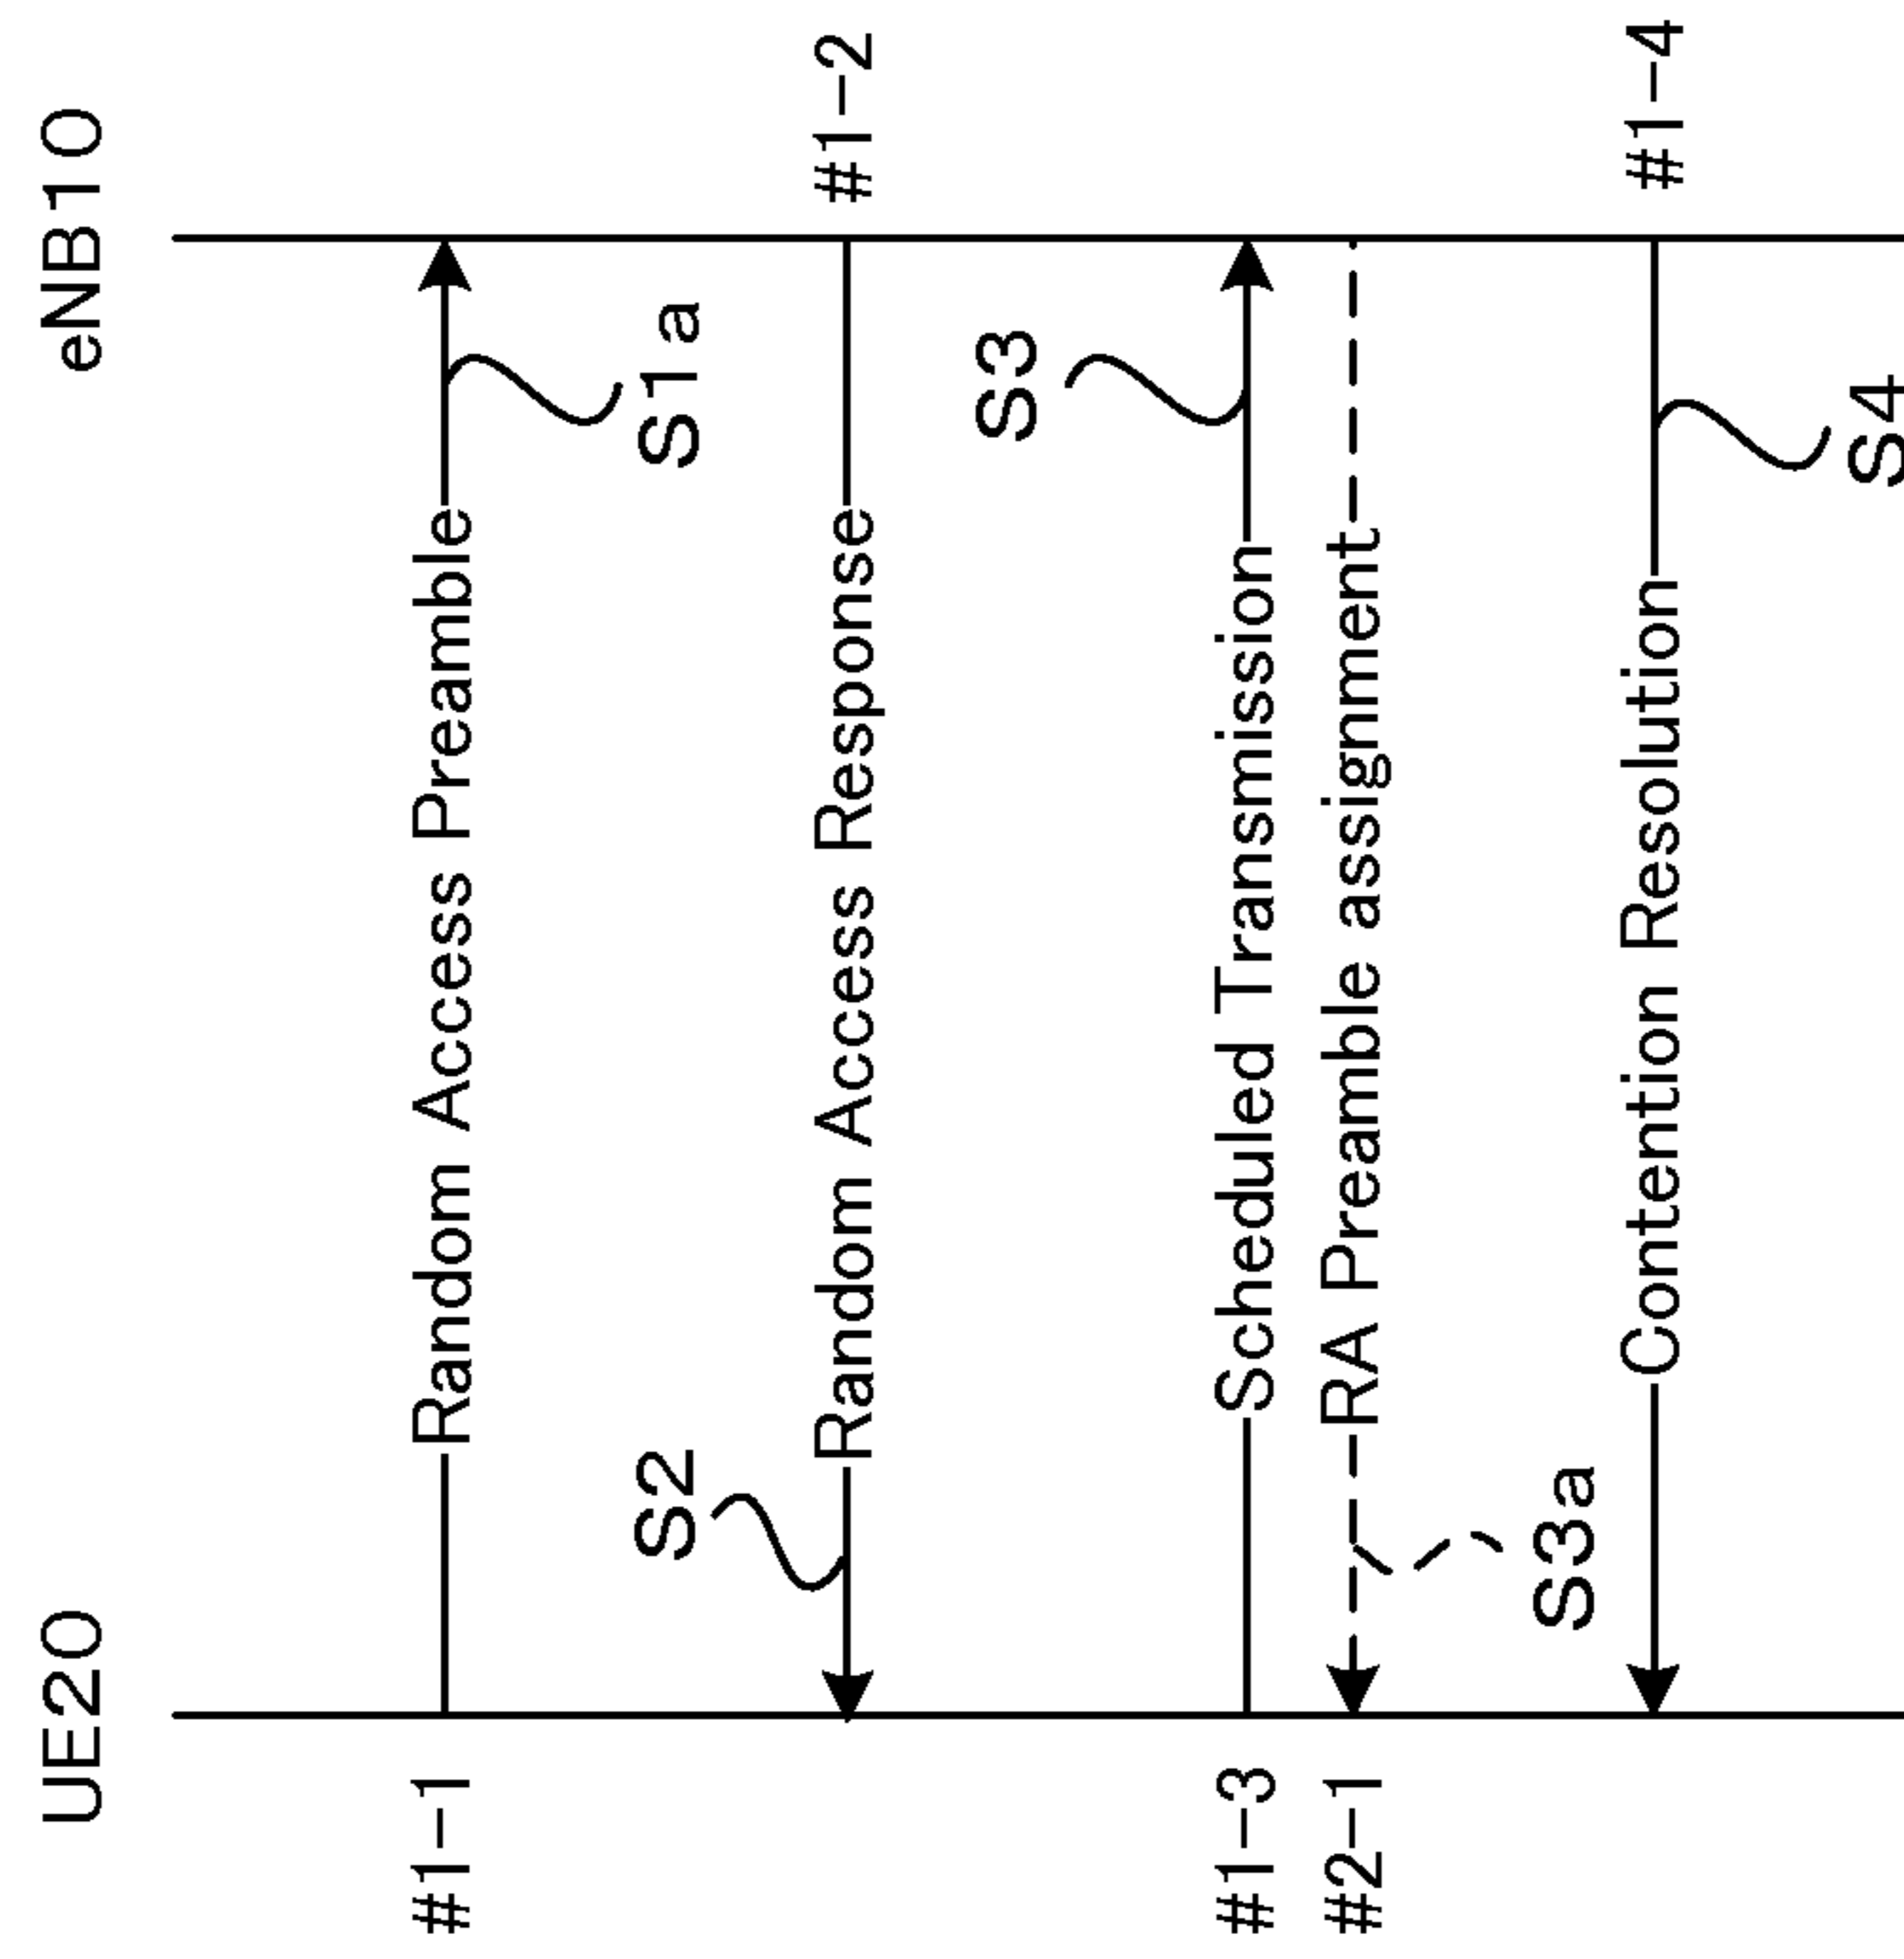 UE20
eNB10
#1-1
Random Access Preamble
S1a
S2
Random Access Response
#1-2
S3
#1-3
Scheduled Transmission
#2-1
RA Preamble assignment
S3a
Contention Resolution
#1-4
S4